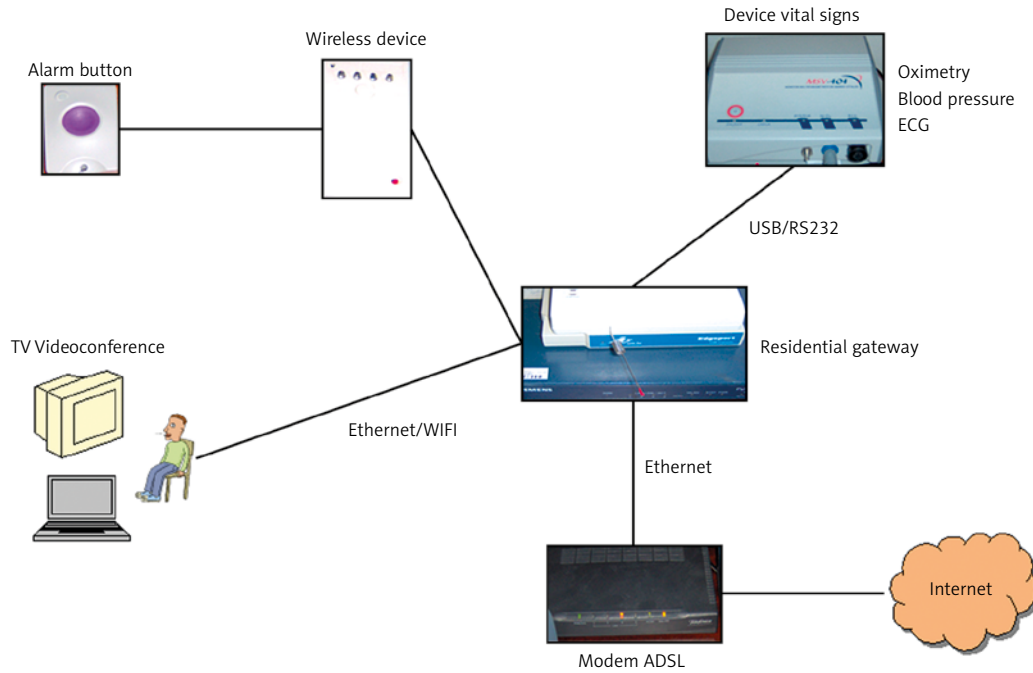 Device vital signs
Wireless device
Alarm button
Oximetry
Blood pressure
ECG
USB/RS232
TV Videoconference
Residential gateway
Edgeport
Ethernet/WIFI
Ethernet
Internet
Modem ADSL